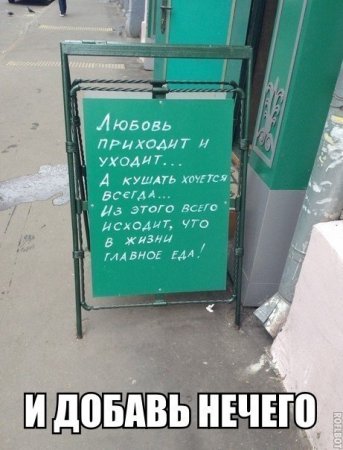 Любовь
приходит и
уходит...
А кушать хочется
всегда...
Из этого всего
исходит, что
в жизни
главное еда!
И ДОБАВЬ НЕЧЕГО